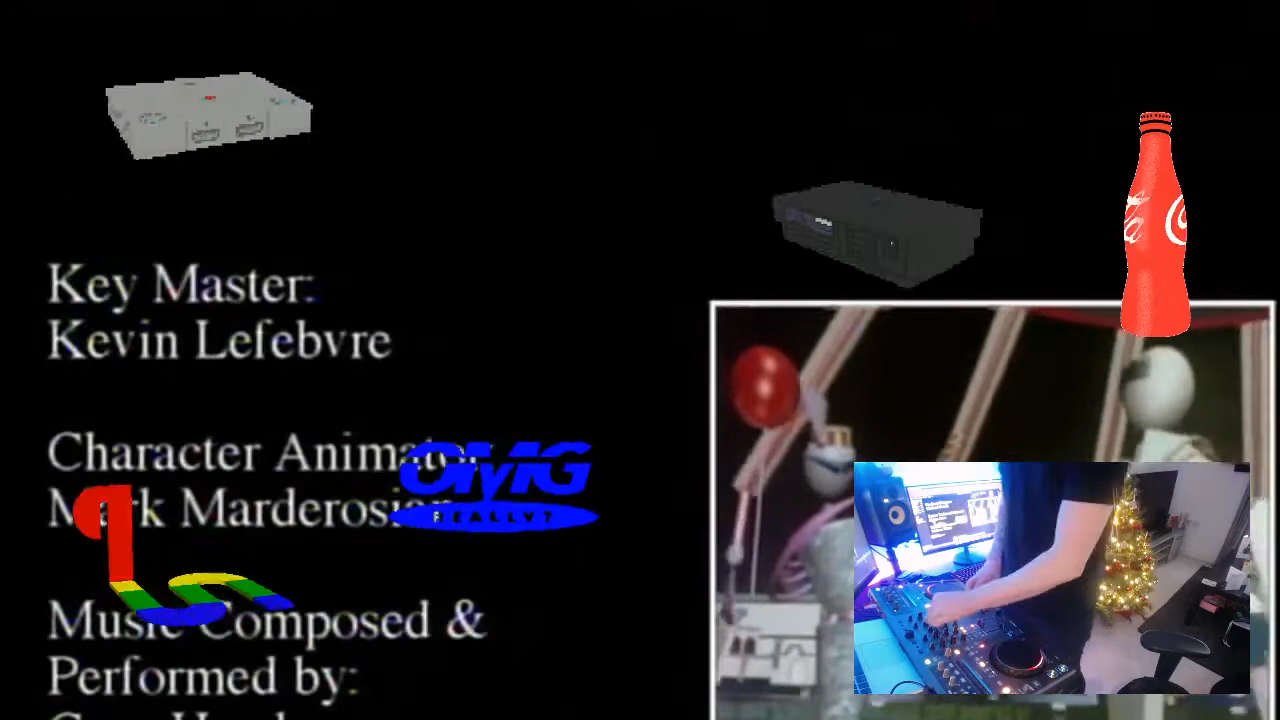 Key Master:
Kevin Lefebvre
Character Animator
Mark Marderosian
OMG
REALLY?
Music Composed &
Performed by: